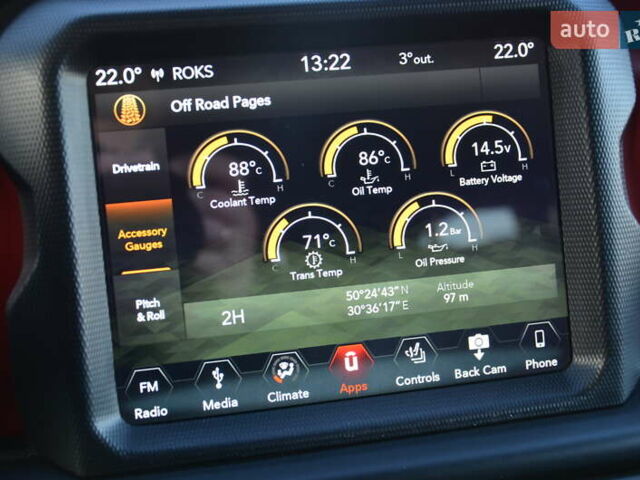 22.0° ROKS 13:22 3°out. 22.0°
auto
Off Road Pages
Drivetrain
Accessory
Gauges
Pitch
& Roll
88°C
C H
Coolant Temp
86°C
C H
Oil Temp
14.5v
L H
Battery Voltage
71°C
C H
Trans Temp
1.2 Bar
L H
Oil Pressure
2H
50°24'43"N
30°36'17"E
Altitude
97 m
FM
Radio
Media
Climate
Apps
Controls
Back Cam
Phone